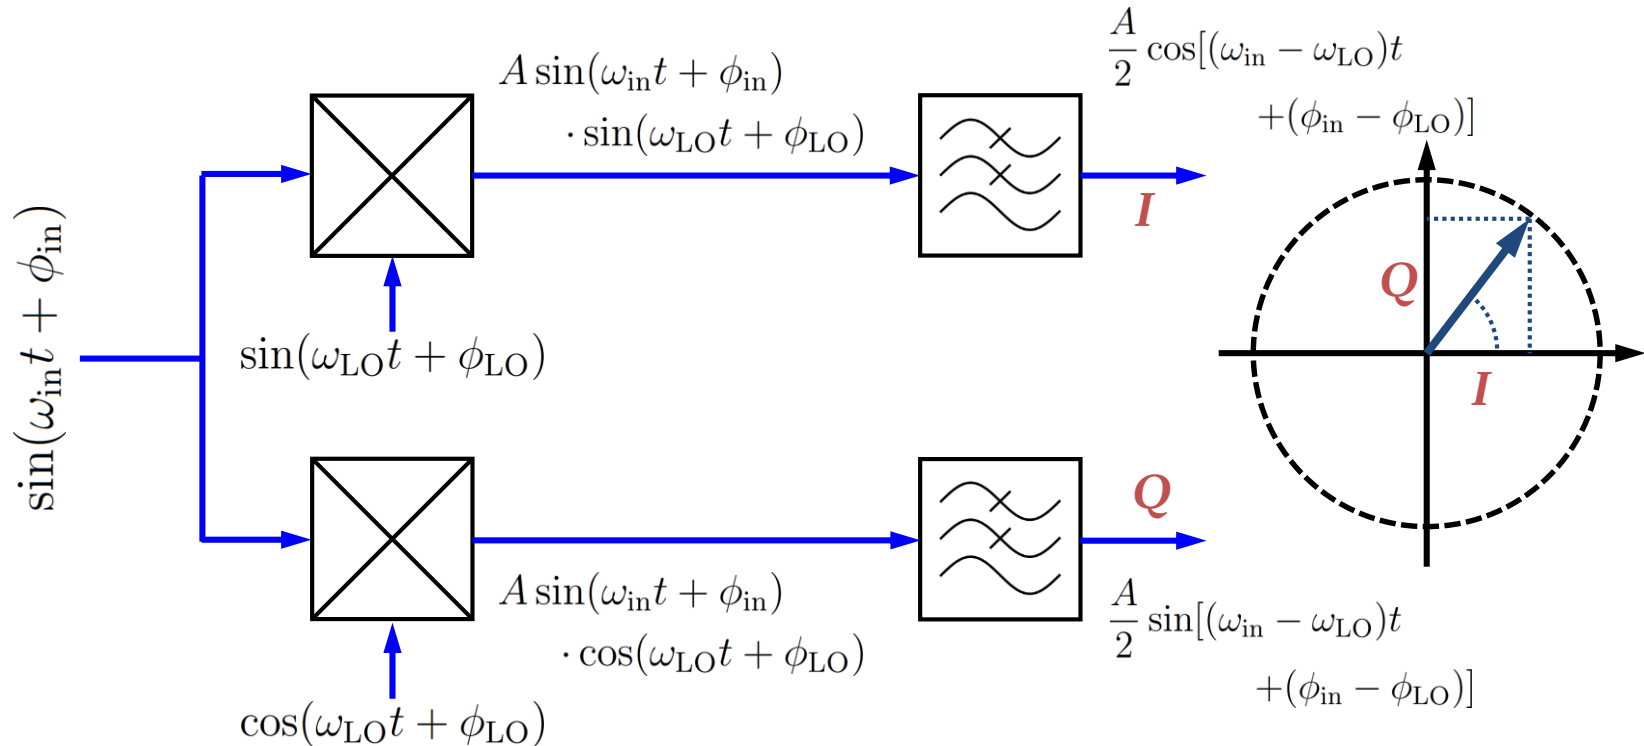 sin(ω_in t + ϕ_in)
A sin(ω_in t + ϕ_in)
· sin(ω_LO t + ϕ_LO)
sin(ω_LO t + ϕ_LO)
A/2 cos[(ω_in − ω_LO)t
+(ϕ_in − ϕ_LO)]
I
Q
I
Q
A sin(ω_in t + ϕ_in)
· cos(ω_LO t + ϕ_LO)
cos(ω_LO t + ϕ_LO)
A/2 sin[(ω_in − ω_LO)t
+(ϕ_in − ϕ_LO)]